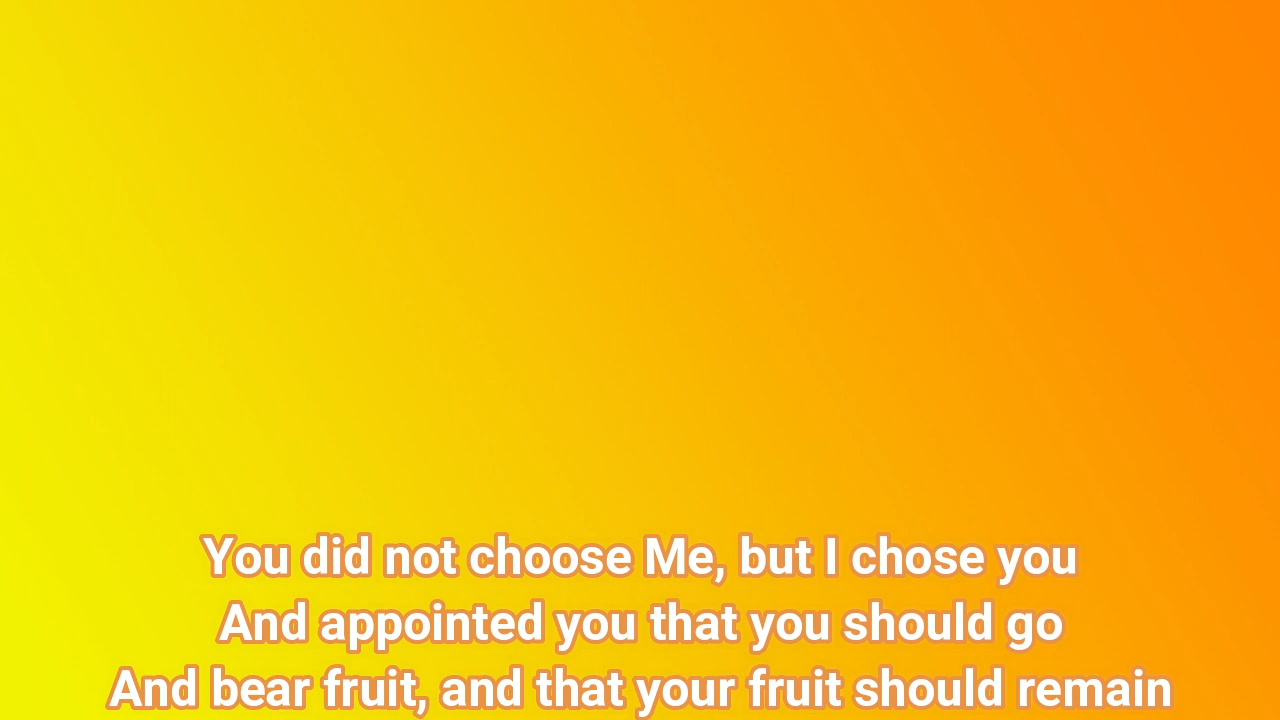 You did not choose Me, but I chose you
And appointed you that you should go
And bear fruit, and that your fruit should remain